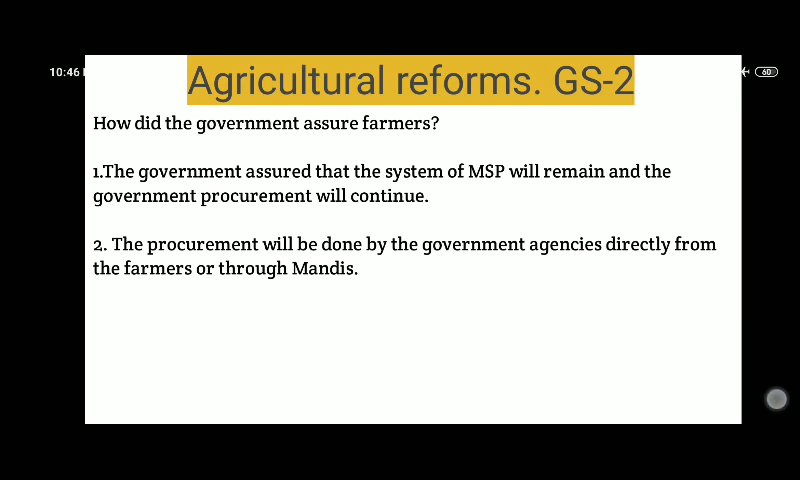 10:46
Agricultural reforms. GS-2
60
How did the government assure farmers?
1.The government assured that the system of MSP will remain and the
government procurement will continue.
2. The procurement will be done by the government agencies directly from
the farmers or through Mandis.